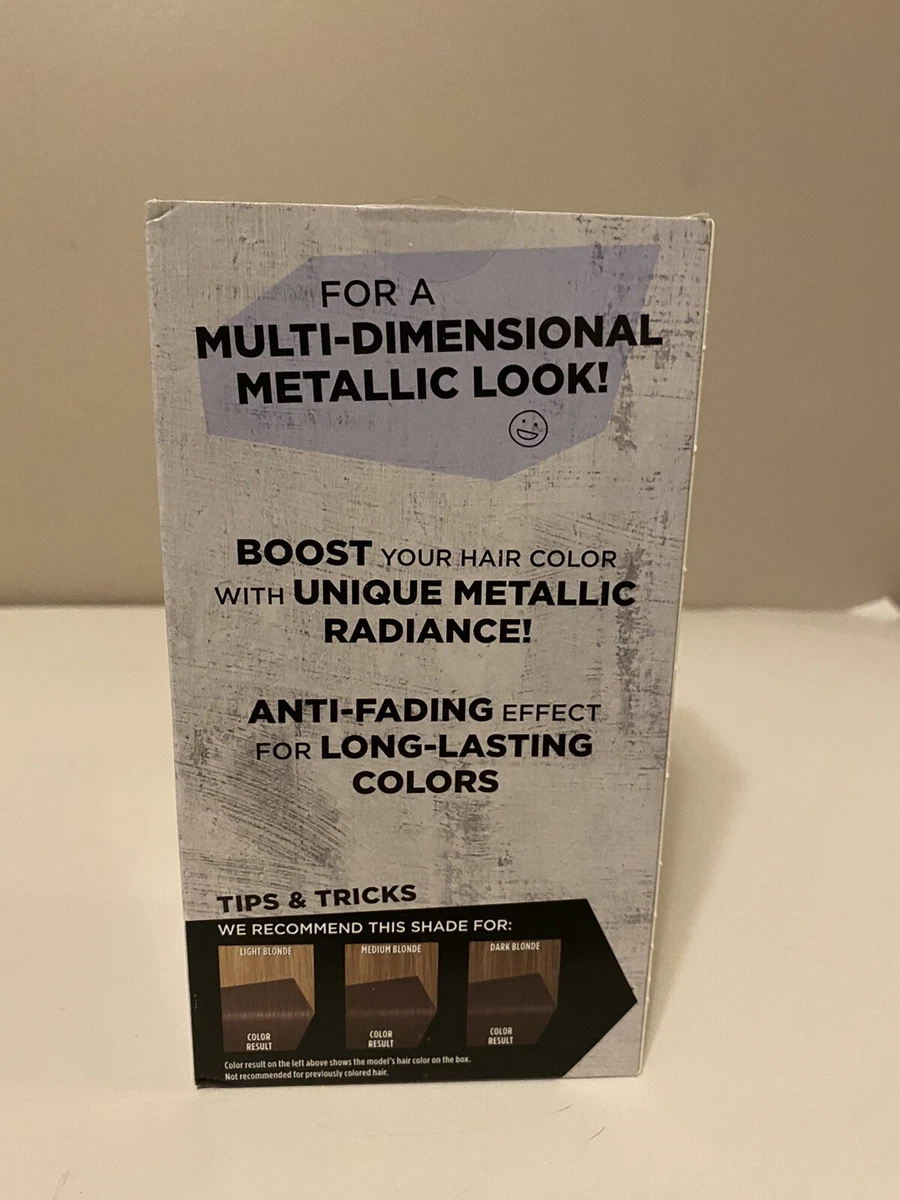 FOR A
MULTI-DIMENSIONAL
METALLIC LOOK!
BOOST YOUR HAIR COLOR
WITH UNIQUE METALLIC
RADIANCE!
ANTI-FADING EFFECT
FOR LONG-LASTING
COLORS
TIPS & TRICKS
WE RECOMMEND THIS SHADE FOR:
LIGHT BLONDE
COLOR
RESULT
MEDIUM BLONDE
COLOR
RESULT
DARK BLONDE
COLOR
RESULT
Color result on the left above shows the model's hair color on the box.
Not recommended for previously colored hair.